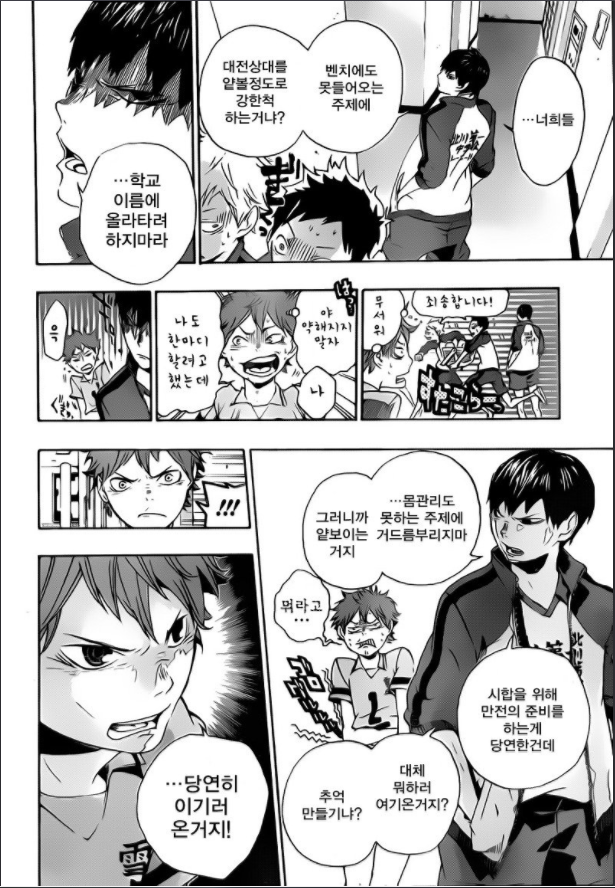 …너희들
벤치에도
못들어오는
주제에
대전상대를
얕볼정도로
강한척
하는거냐?
…학교
이름에
올라타려
하지마라
죄송합니다!
무서워
야
약해지지
말자
나
나도
한마디
할려고
했는데
윽
…몸관리도
못하는 주제에
거드름부리지마
그러니까
얕보이는
거지
뭐라고
…
시합을 위해
만전의 준비를
하는게
당연한건데
대체
뭐하러
여기온거지?
추억
만들기냐?
!!!
…당연히
이기러
온거지!
雪